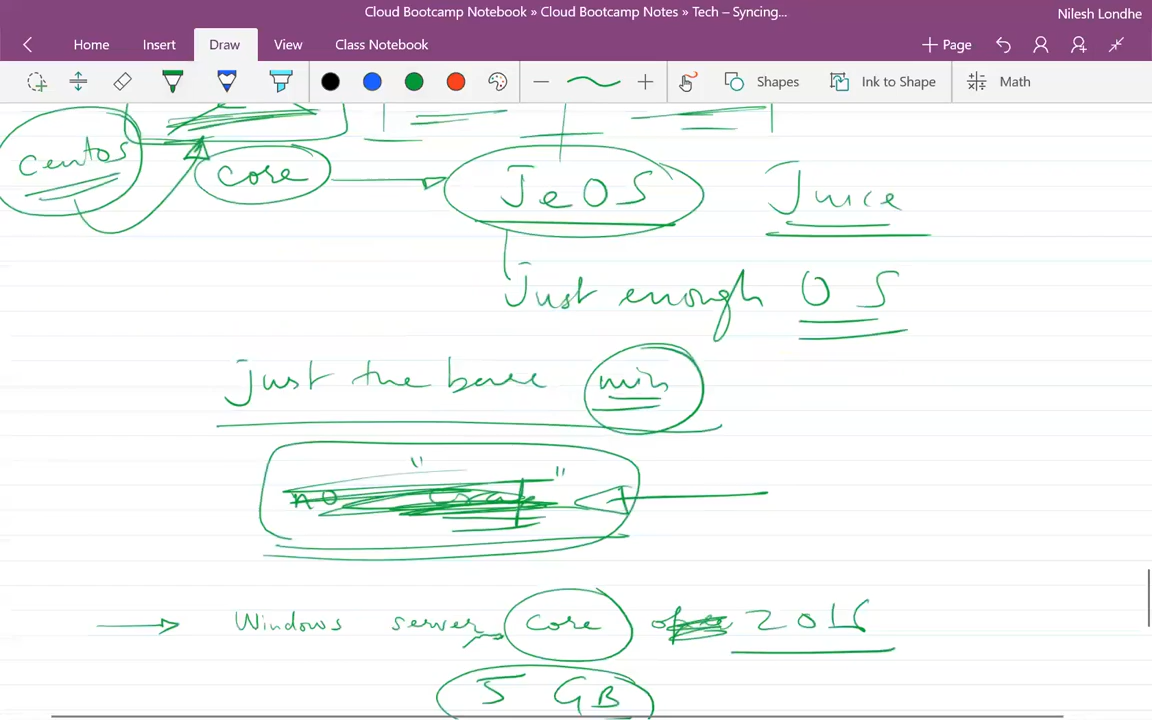 Cloud Bootcamp Notebook » Cloud Bootcamp Notes » Tech – Syncing...
Nilesh Londhe
Home Insert Draw View Class Notebook
Page
Shapes Ink to Shape Math
centos
core JeOS Juice
Just enough OS
just the bare min
"no "
Windows server core 2016
5 GB